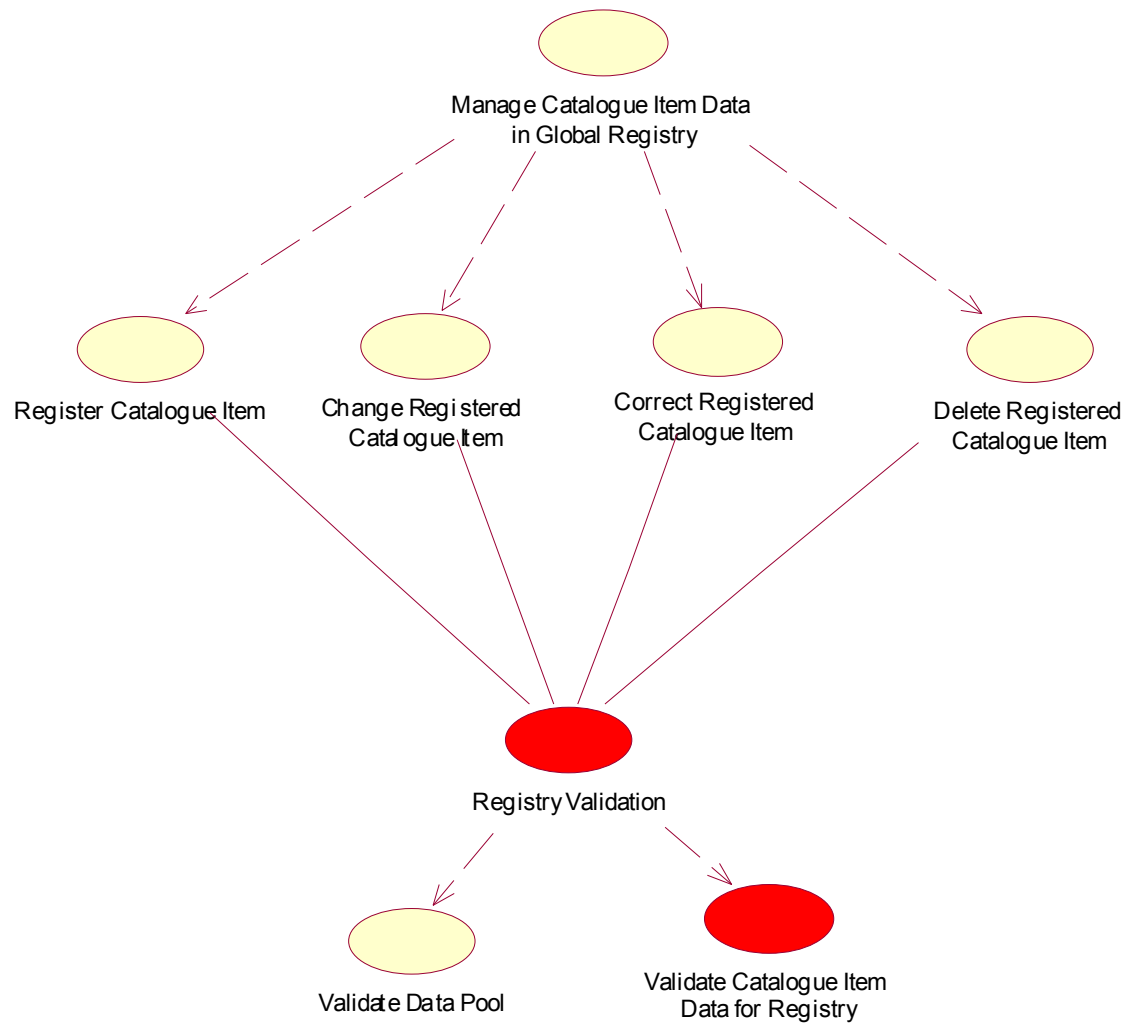 Manage Catalogue Item Data
in Global Registry
Register Catalogue Item
Change Registered
Catalogue Item
Correct Registered
Catalogue Item
Delete Registered
Catalogue Item
Registry Validation
Validate Data Pool
Validate Catalogue Item
Data for Registry